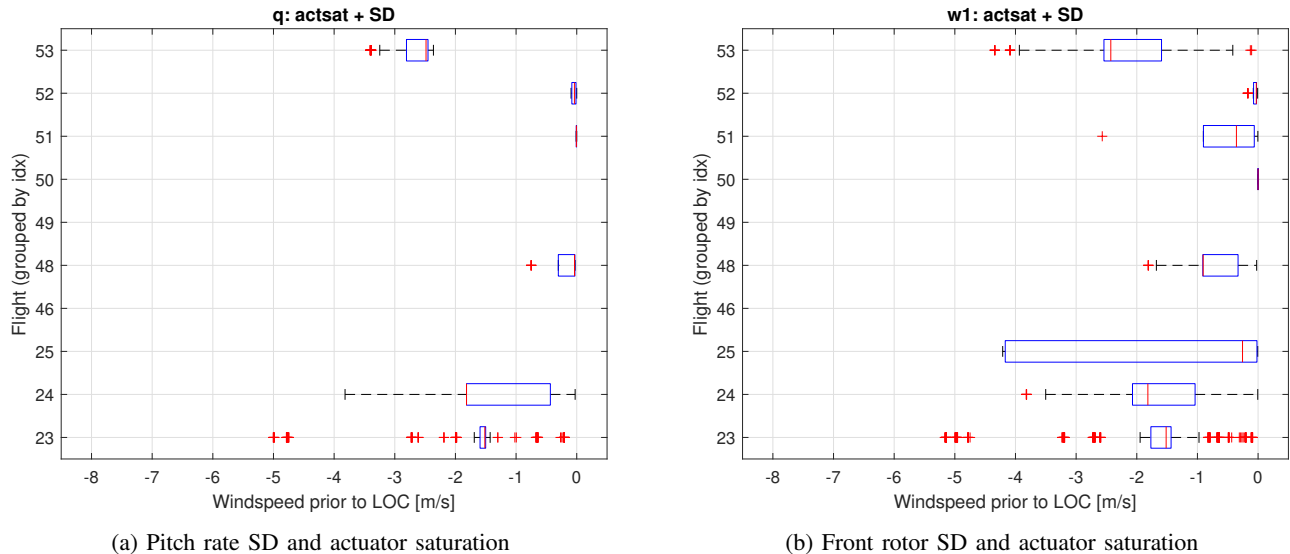 q: actsat + SD
53
52
51
50
49
48
46
25
24
23
Flight (grouped by idx)
-8 -7 -6 -5 -4 -3 -2 -1 0
Windspeed prior to LOC [m/s]
(a) Pitch rate SD and actuator saturation
w1: actsat + SD
53
52
51
50
49
48
46
25
24
23
Flight (grouped by idx)
-8 -7 -6 -5 -4 -3 -2 -1 0
Windspeed prior to LOC [m/s]
(b) Front rotor SD and actuator saturation